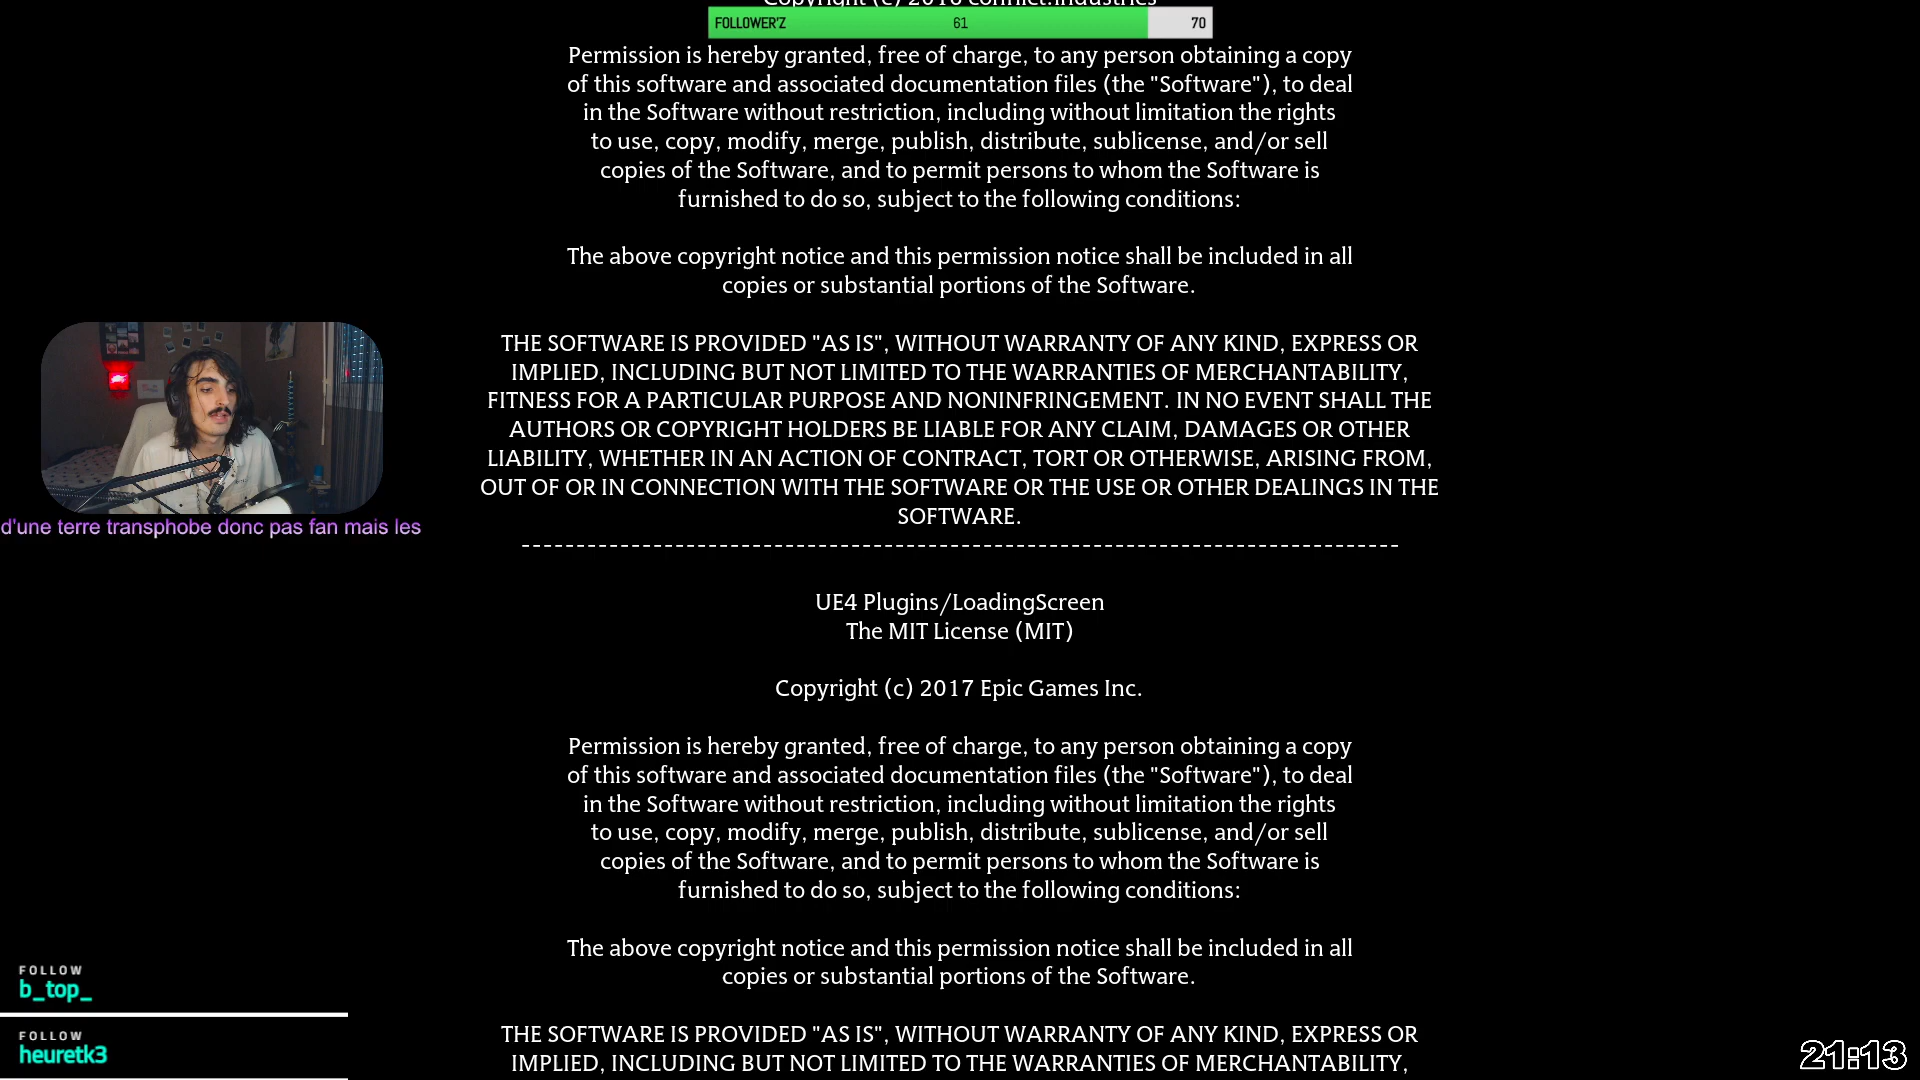 Copyright (c) 2016 conflict.industries
FOLLOWER'Z 61 70
Permission is hereby granted, free of charge, to any person obtaining a copy
of this software and associated documentation files (the "Software"), to deal
in the Software without restriction, including without limitation the rights
to use, copy, modify, merge, publish, distribute, sublicense, and/or sell
copies of the Software, and to permit persons to whom the Software is
furnished to do so, subject to the following conditions:
The above copyright notice and this permission notice shall be included in all
copies or substantial portions of the Software.
THE SOFTWARE IS PROVIDED "AS IS", WITHOUT WARRANTY OF ANY KIND, EXPRESS OR
IMPLIED, INCLUDING BUT NOT LIMITED TO THE WARRANTIES OF MERCHANTABILITY,
FITNESS FOR A PARTICULAR PURPOSE AND NONINFRINGEMENT. IN NO EVENT SHALL THE
AUTHORS OR COPYRIGHT HOLDERS BE LIABLE FOR ANY CLAIM, DAMAGES OR OTHER
LIABILITY, WHETHER IN AN ACTION OF CONTRACT, TORT OR OTHERWISE, ARISING FROM,
OUT OF OR IN CONNECTION WITH THE SOFTWARE OR THE USE OR OTHER DEALINGS IN THE
SOFTWARE.
--------------------------------------------------------------------------------
d'une terre transphobe donc pas fan mais les
UE4 Plugins/LoadingScreen
The MIT License (MIT)
Copyright (c) 2017 Epic Games Inc.
Permission is hereby granted, free of charge, to any person obtaining a copy
of this software and associated documentation files (the "Software"), to deal
in the Software without restriction, including without limitation the rights
to use, copy, modify, merge, publish, distribute, sublicense, and/or sell
copies of the Software, and to permit persons to whom the Software is
furnished to do so, subject to the following conditions:
The above copyright notice and this permission notice shall be included in all
copies or substantial portions of the Software.
THE SOFTWARE IS PROVIDED "AS IS", WITHOUT WARRANTY OF ANY KIND, EXPRESS OR
IMPLIED, INCLUDING BUT NOT LIMITED TO THE WARRANTIES OF MERCHANTABILITY,
FOLLOW
b_top_
FOLLOW
heuretk3
21:13